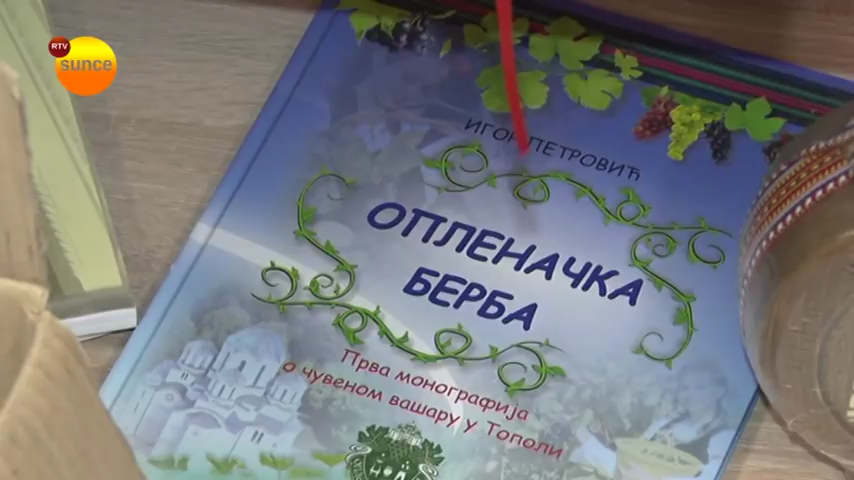 RTV
sunce
ИГОР ПЕТРОВИЋ
ОПЛЕНАЧКА
БЕРБА
Прва монографија
о чувеном вашару у Тополи